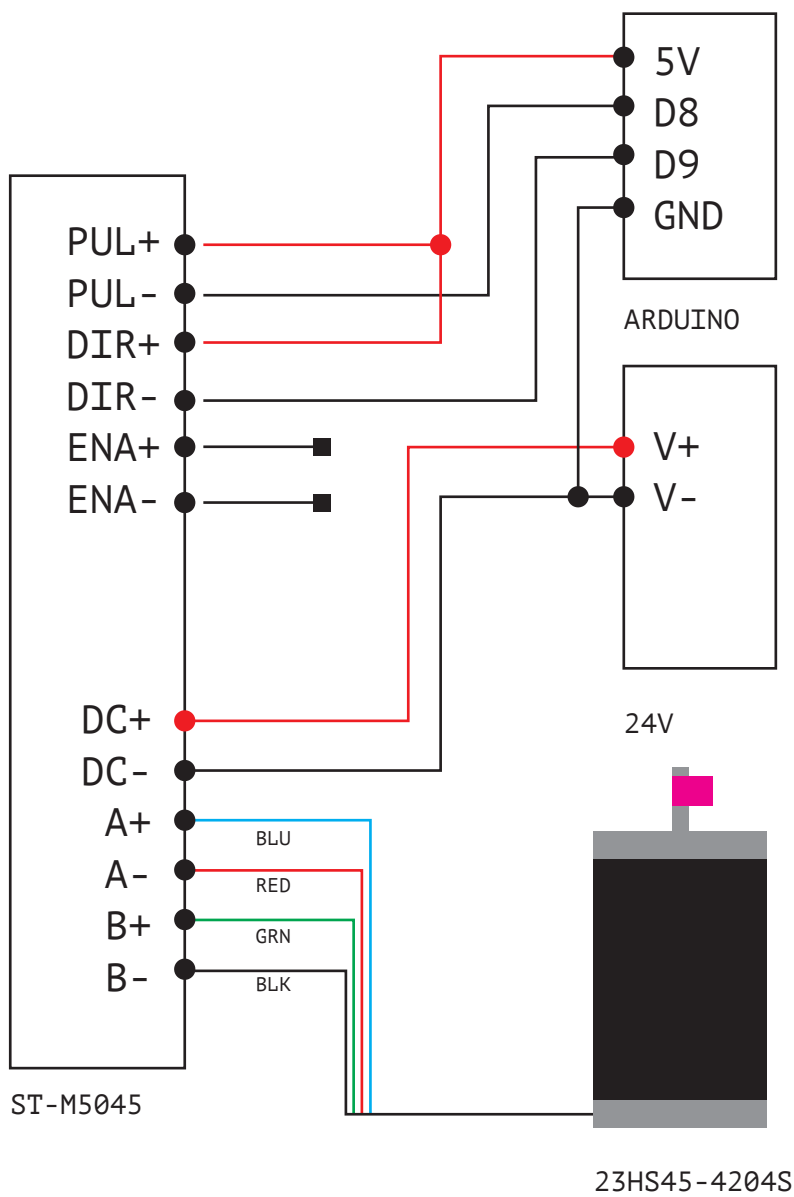 5V
D8
D9
GND
ARDUINO
PUL+
PUL-
DIR+
DIR-
ENA+
ENA-
V+
V-
24V
DC+
DC-
A+
A-
B+
B-
BLU
RED
GRN
BLK
ST-M5045
23HS45-4204S